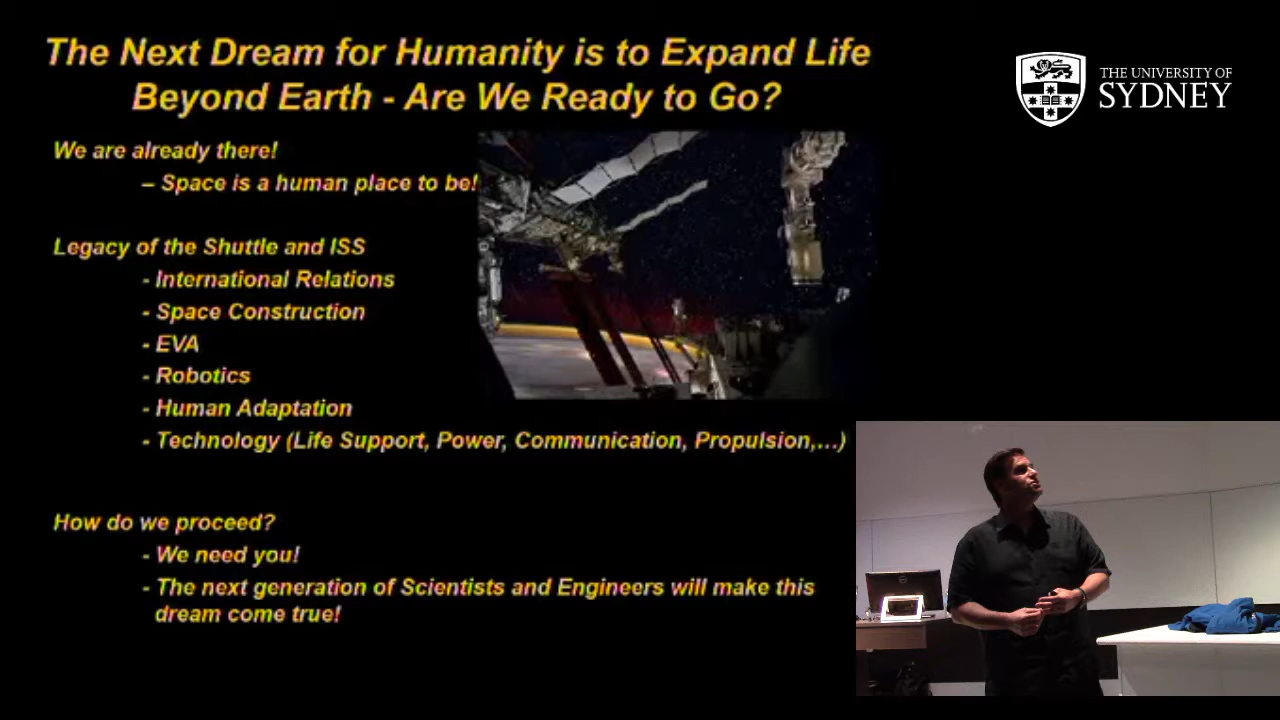 The Next Dream for Humanity is to Expand Life
Beyond Earth - Are We Ready to Go?
THE UNIVERSITY OF
SYDNEY
We are already there!
– Space is a human place to be!
Legacy of the Shuttle and ISS
- International Relations
- Space Construction
- EVA
- Robotics
- Human Adaptation
- Technology (Life Support, Power, Communication, Propulsion,…)
How do we proceed?
- We need you!
- The next generation of Scientists and Engineers will make this
dream come true!